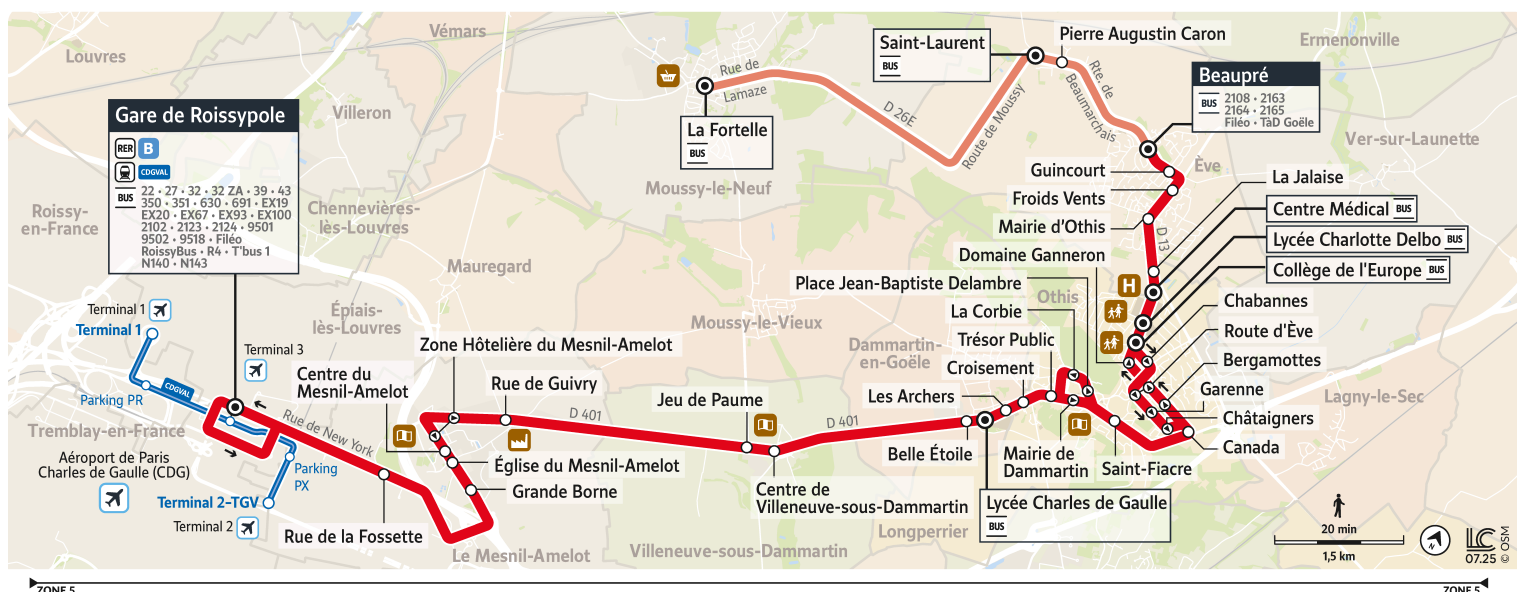 Louvres
Vémars
Villeron
Roissy-
en-France
Chennevières-
lès-Louvres
Mauregard
Épiais-
lès-Louvres
Moussy-le-Neuf
Moussy-le-Vieux
Ermenonville
Ver-sur-Launette
Ève
Othis
Dammartin-
en-Goële
Lagny-le-Sec
Longperrier
Villeneuve-sous-Dammartin
Le Mesnil-Amelot
Tremblay-en-France
Gare de Roissypole
RER B
CDGVAL
BUS
22 • 27 • 32 • 32 ZA • 39 • 43
350 • 351 • 630 • 691 • EX19
EX20 • EX67 • EX93 • EX100
2102 • 2123 • 2124 • 9501
9502 • 9518 • Filéo
RoissyBus • R4 • T'bus 1
N140 • N143
Terminal 1
Terminal 1
Terminal 3
CDGVAL
Parking PR
Aéroport de Paris
Charles de Gaulle (CDG)
Parking
PX
Terminal 2-TGV
Terminal 2
Rue de New York
Rue de la Fossette
Centre du
Mesnil-Amelot
Zone Hôtelière du Mesnil-Amelot
Rue de Guivry
Église du Mesnil-Amelot
Grande Borne
D 401
Jeu de Paume
Centre de
Villeneuve-sous-Dammartin
D 401
Belle Étoile
Lycée Charles de Gaulle
BUS
Les Archers
Croisement
Trésor Public
La Corbie
Place Jean-Baptiste Delambre
Mairie de
Dammartin
Saint-Fiacre
Domaine Ganneron
Mairie d'Othis
Froids Vents
Guincourt
La Fortelle
BUS
Rue de
Lamaze
D 26E
Route de Moussy
Saint-Laurent
BUS
Pierre Augustin Caron
Rte. de
Beaumarchais
Beaupré
BUS
2108 • 2163
2164 • 2165
Filéo • TàD Goële
D 13
La Jalaise
Centre Médical BUS
Lycée Charlotte Delbo BUS
Collège de l'Europe BUS
H
Chabannes
Route d'Ève
Bergamottes
Garenne
Châtaigners
Canada
20 min
1,5 km
N
LC
07.25
© OSM
ZONE 5
ZONE 5